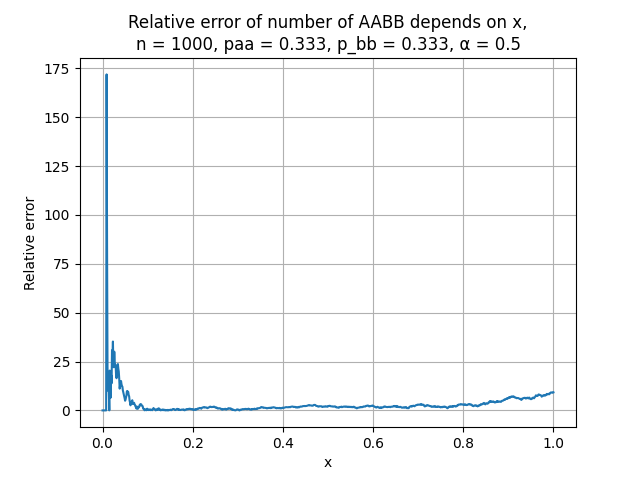 Relative error of number of AABB depends on x,
n = 1000, paa = 0.333, p_bb = 0.333, α = 0.5
175
150
125
100
75
50
25
0
Relative error
0.0 0.2 0.4 0.6 0.8 1.0
x